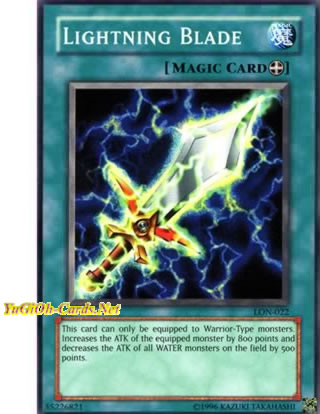 LIGHTNING BLADE
[MAGIC CARD]
YuGiOh-Cards.Net
LON-022
This card can only be equipped to Warrior-Type monsters.
Increases the ATK of the equipped monster by 800 points and
decreases the ATK of all WATER monsters on the field by 500
points.
55226821
©1996 KAZUKI TAKAHASHI